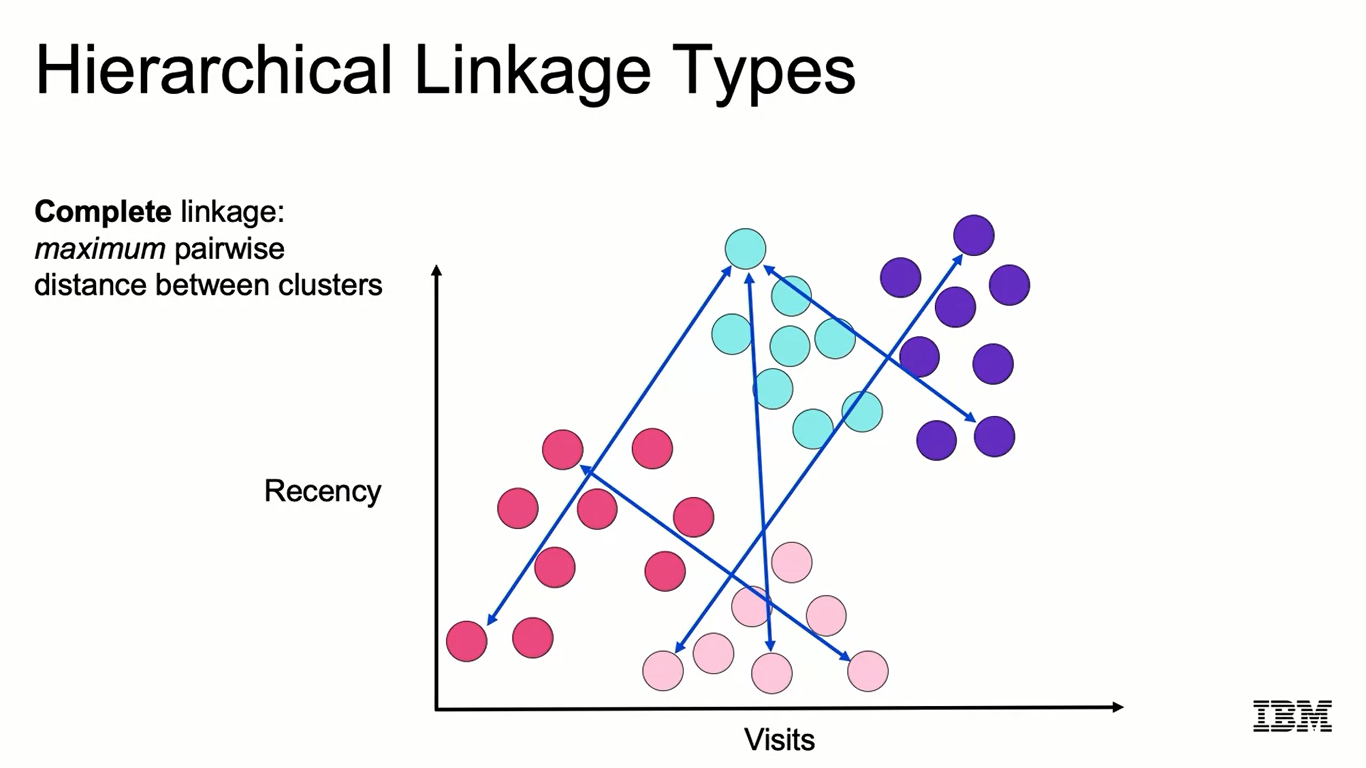 Hierarchical Linkage Types
Complete linkage:
maximum pairwise
distance between clusters
Recency
Visits
IBM